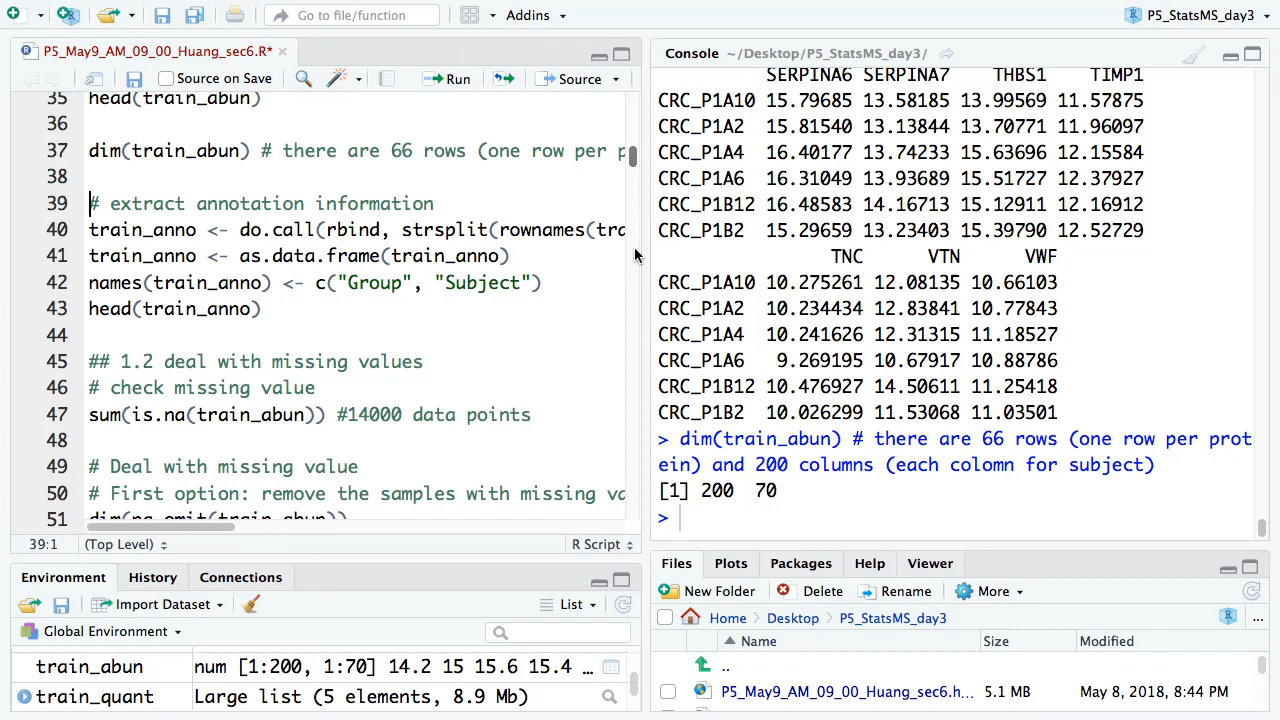 Go to file/function
Addins
P5_StatsMS_day3
P5_May9_AM_09_00_Huang_sec6.R*
Source on Save
Run
Source
35 head(train_abun)
36
37 dim(train_abun) # there are 66 rows (one row per p
38
39 # extract annotation information
40 train_anno <- do.call(rbind, strsplit(rownames(tra
41 train_anno <- as.data.frame(train_anno)
42 names(train_anno) <- c("Group", "Subject")
43 head(train_anno)
44
45 ## 1.2 deal with missing values
46 # check missing value
47 sum(is.na(train_abun)) #14000 data points
48
49 # Deal with missing value
50 # First option: remove the samples with missing va
51 dim(na.omit(train_abun))
39:1 (Top Level) R Script
Environment History Connections
Import Dataset List
Global Environment
train_abun num [1:200, 1:70] 14.2 15 15.6 15.4 ...
train_quant Large list (5 elements, 8.9 Mb)
Console ~/Desktop/P5_StatsMS_day3/
SERPINA6 SERPINA7 THBS1 TIMP1
CRC_P1A10 15.79685 13.58185 13.99569 11.57875
CRC_P1A2 15.81540 13.13844 13.70771 11.96097
CRC_P1A4 16.40177 13.74233 15.63696 12.15584
CRC_P1A6 16.31049 13.93689 15.51727 12.37927
CRC_P1B12 16.48583 14.16713 15.12911 12.16912
CRC_P1B2 15.29659 13.23403 15.39790 12.52729
TNC VTN VWF
CRC_P1A10 10.275261 12.08135 10.66103
CRC_P1A2 10.234434 12.83841 10.77843
CRC_P1A4 10.241626 12.31315 11.18527
CRC_P1A6 9.269195 10.67917 10.88786
CRC_P1B12 10.476927 14.50611 11.25418
CRC_P1B2 10.026299 11.53068 11.03501
> dim(train_abun) # there are 66 rows (one row per prot
ein) and 200 columns (each colomn for subject)
[1] 200 70
>
Files Plots Packages Help Viewer
New Folder Delete Rename More
Home Desktop P5_StatsMS_day3
Name Size Modified
..
P5_May9_AM_09_00_Huang_sec6.h... 5.1 MB May 8, 2018, 8:44 PM